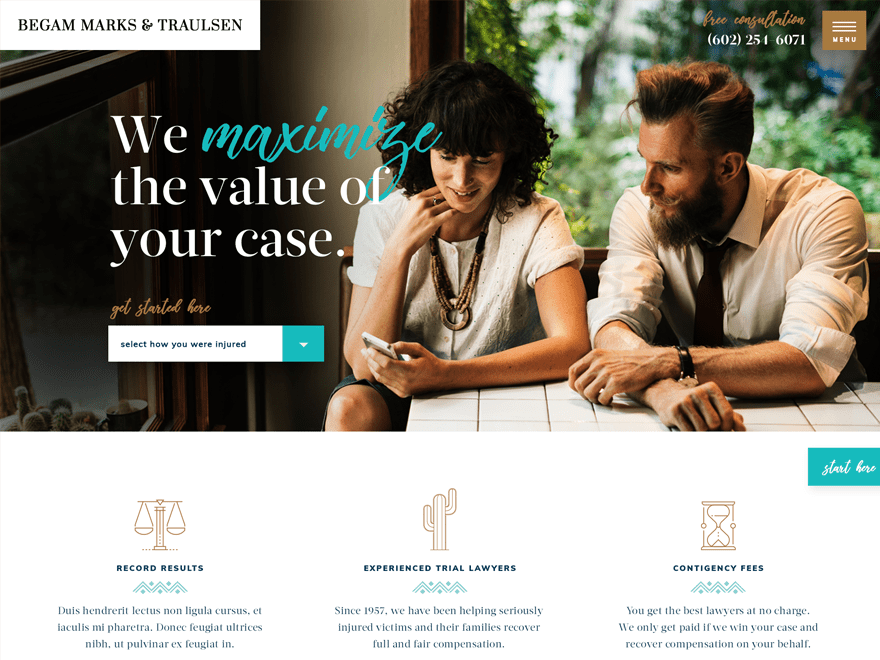 BEGAM MARKS & TRAULSEN
free consultation
(602) 254-6071
MENU
We maximize
the value of
your case.
get started here
select how you were injured
start here
RECORD RESULTS
Duis hendrerit lectus non ligula cursus, et
iaculis mi pharetra. Donec feugiat ultrices
nibh, ut pulvinar ex feugiat in.
EXPERIENCED TRIAL LAWYERS
Since 1957, we have been helping seriously
injured victims and their families recover
full and fair compensation.
CONTIGENCY FEES
You get the best lawyers at no charge.
We only get paid if we win your case and
recover compensation on your behalf.